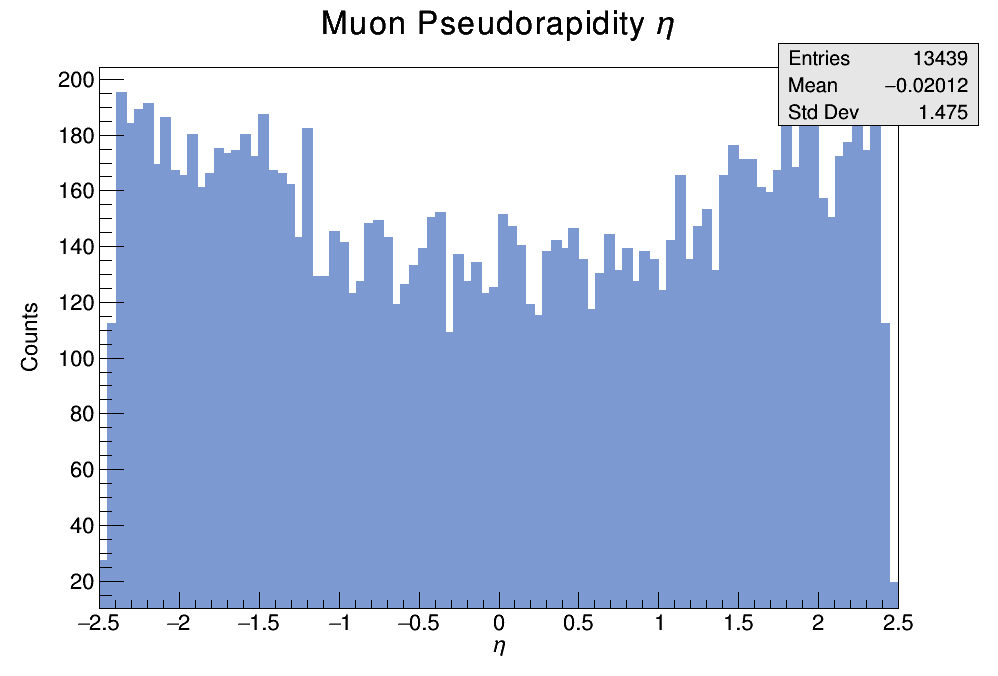 Muon Pseudorapidity η
Entries 13439
Mean −0.02012
Std Dev 1.475
200
180
160
140
120
100
80
60
40
20
Counts
−2.5 −2 −1.5 −1 −0.5 0 0.5 1 1.5 2 2.5
η